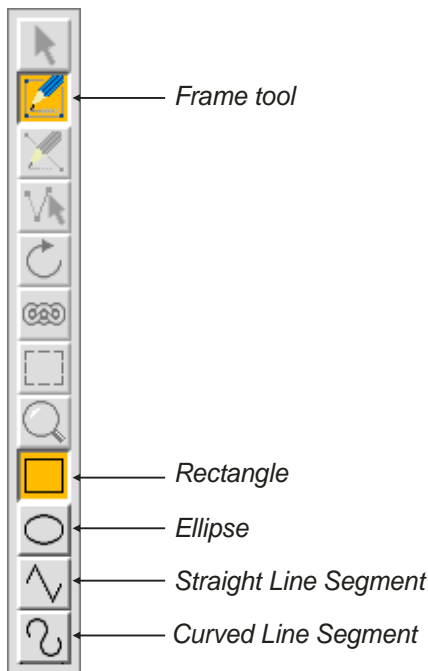 Frame tool
Rectangle
Ellipse
Straight Line Segment
Curved Line Segment